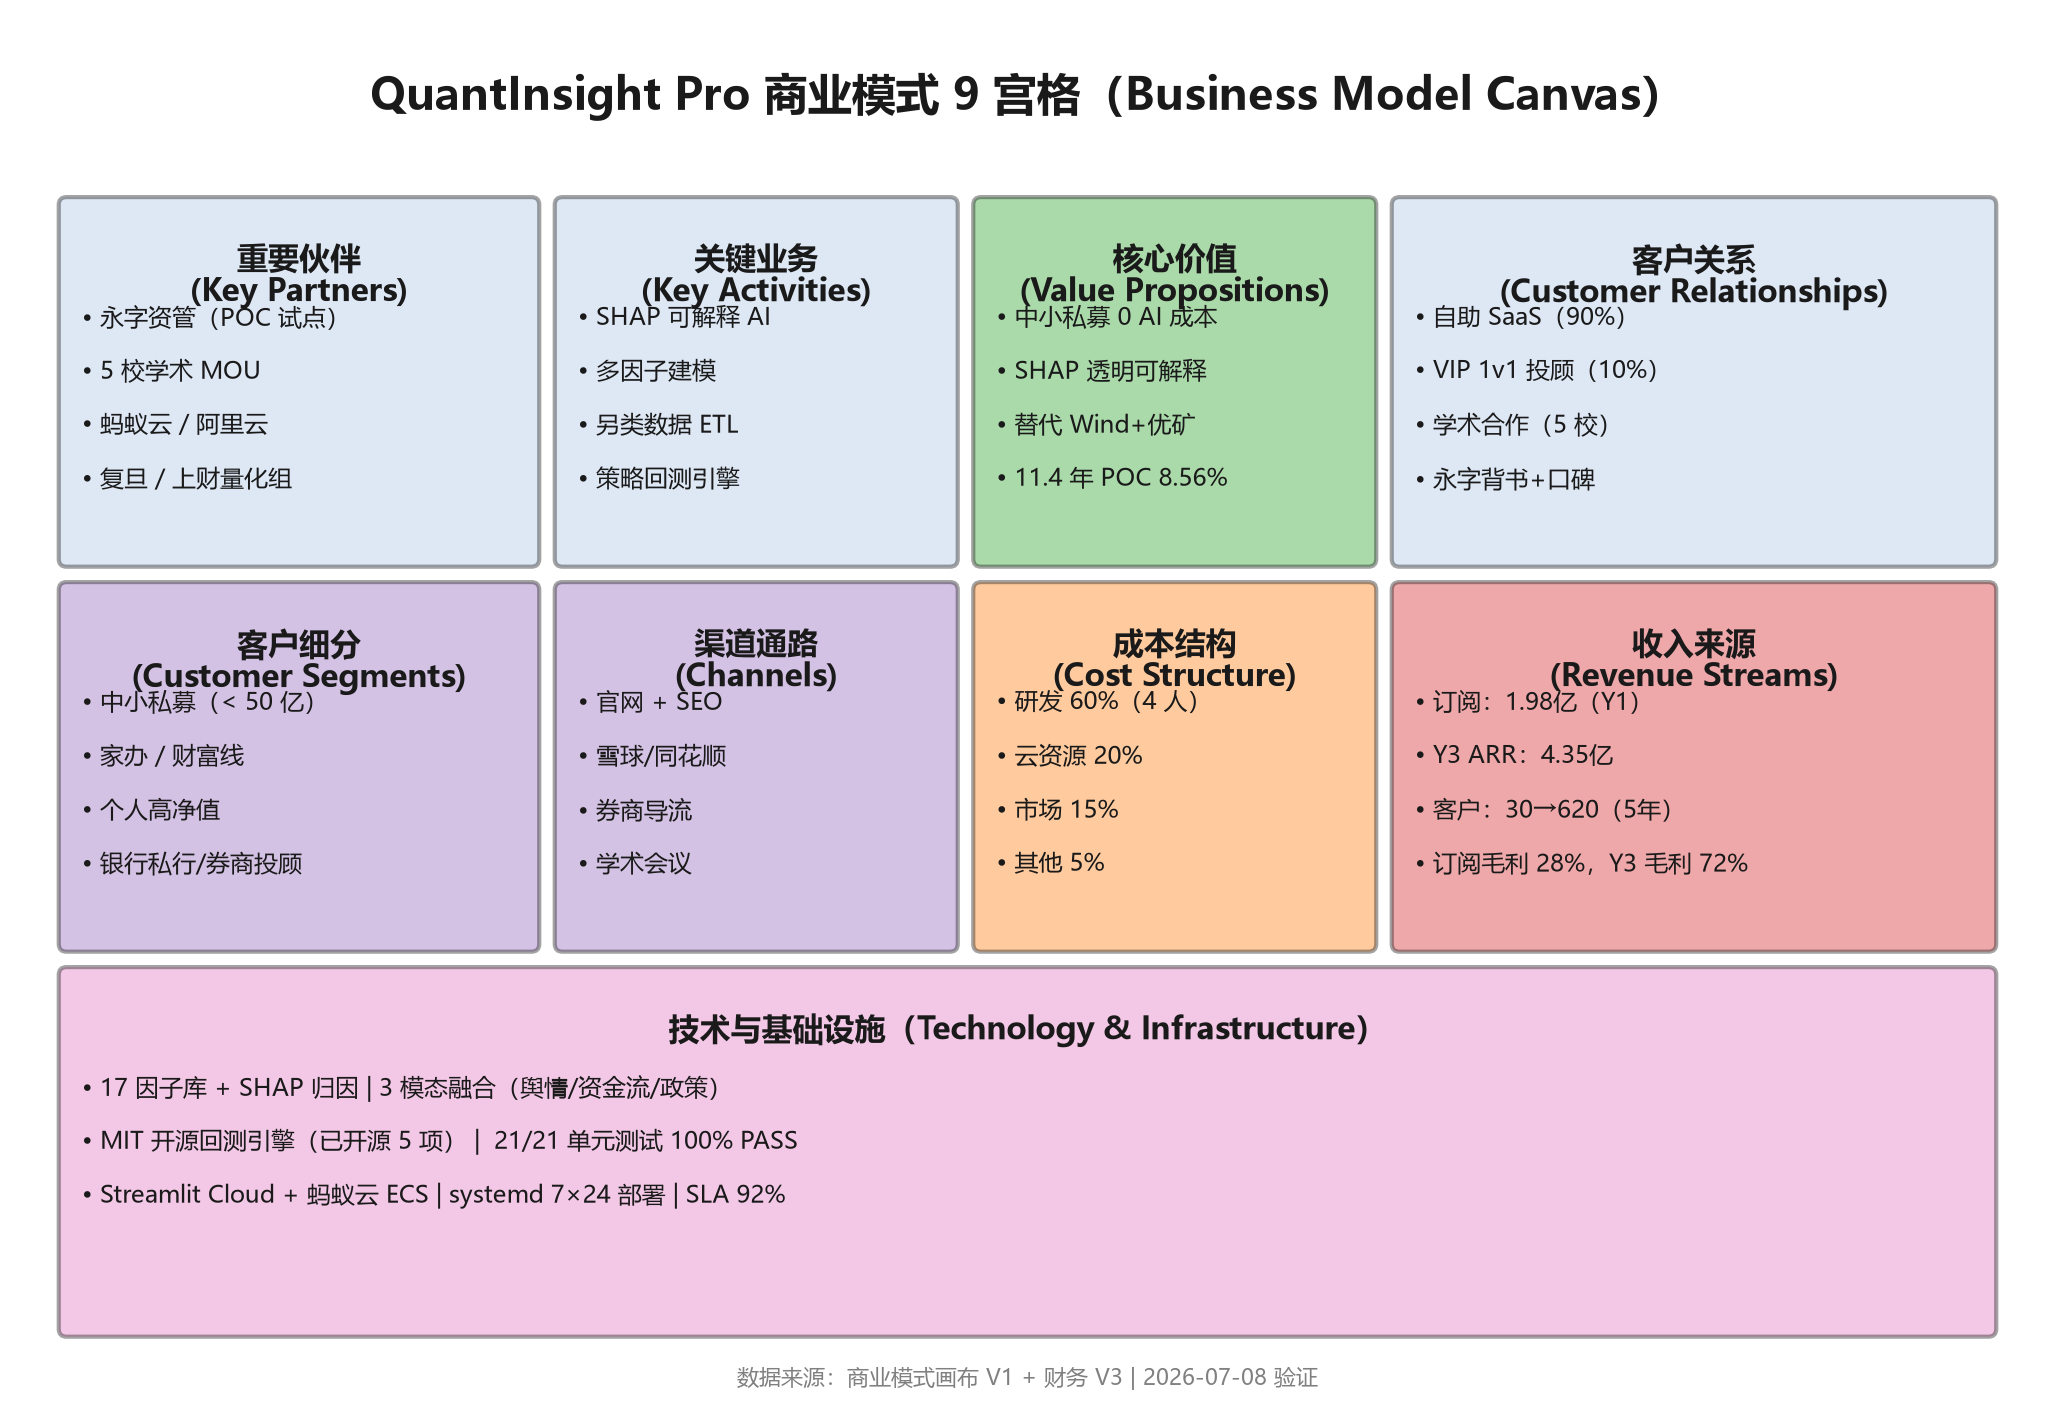 QuantInsight Pro 商业模式 9 宫格（Business Model Canvas）
重要伙伴
(Key Partners)
• 永字资管（POC 试点）
• 5 校学术 MOU
• 蚂蚁云 / 阿里云
• 复旦 / 上财量化组
关键业务
(Key Activities)
• SHAP 可解释 AI
• 多因子建模
• 另类数据 ETL
• 策略回测引擎
核心价值
(Value Propositions)
• 中小私募 0 AI 成本
• SHAP 透明可解释
• 替代 Wind+优矿
• 11.4 年 POC 8.56%
客户关系
(Customer Relationships)
• 自助 SaaS（90%）
• VIP 1v1 投顾（10%）
• 学术合作（5 校）
• 永字背书+口碑
客户细分
(Customer Segments)
• 中小私募（< 50 亿）
• 家办 / 财富线
• 个人高净值
• 银行私行/券商投顾
渠道通路
(Channels)
• 官网 + SEO
• 雪球/同花顺
• 券商导流
• 学术会议
成本结构
(Cost Structure)
• 研发 60%（4 人）
• 云资源 20%
• 市场 15%
• 其他 5%
收入来源
(Revenue Streams)
• 订阅：1.98亿（Y1）
• Y3 ARR：4.35亿
• 客户：30→620（5年）
• 订阅毛利 28%，Y3 毛利 72%
技术与基础设施（Technology & Infrastructure）
• 17 因子库 + SHAP 归因 | 3 模态融合（舆情/资金流/政策）
• MIT 开源回测引擎（已开源 5 项） | 21/21 单元测试 100% PASS
• Streamlit Cloud + 蚂蚁云 ECS | systemd 7×24 部署 | SLA 92%
数据来源：商业模式画布 V1 + 财务 V3 | 2026-07-08 验证